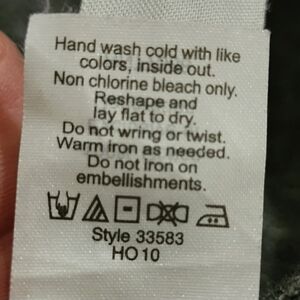 Hand wash cold with like
colors, inside out.
Non chlorine bleach only.
Reshape and
lay flat to dry.
Do not wring or twist.
Warm iron as needed.
Do not iron on
embellishments.
Style 33583
HO10